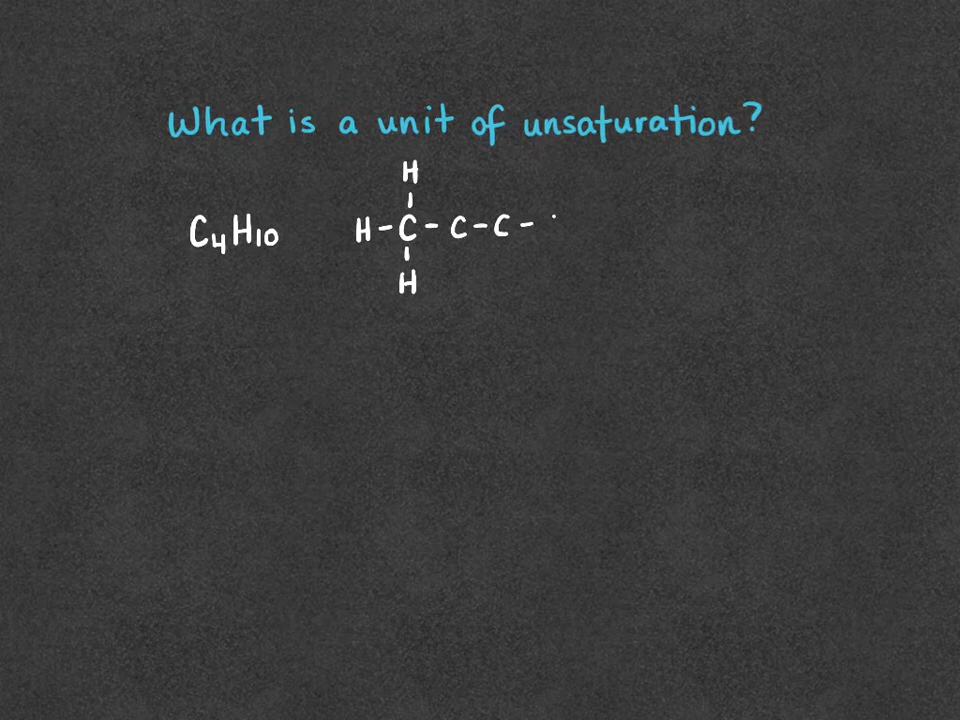 What is a unit of unsaturation?
H
C₄H₁₀ H-C-C-C-
H